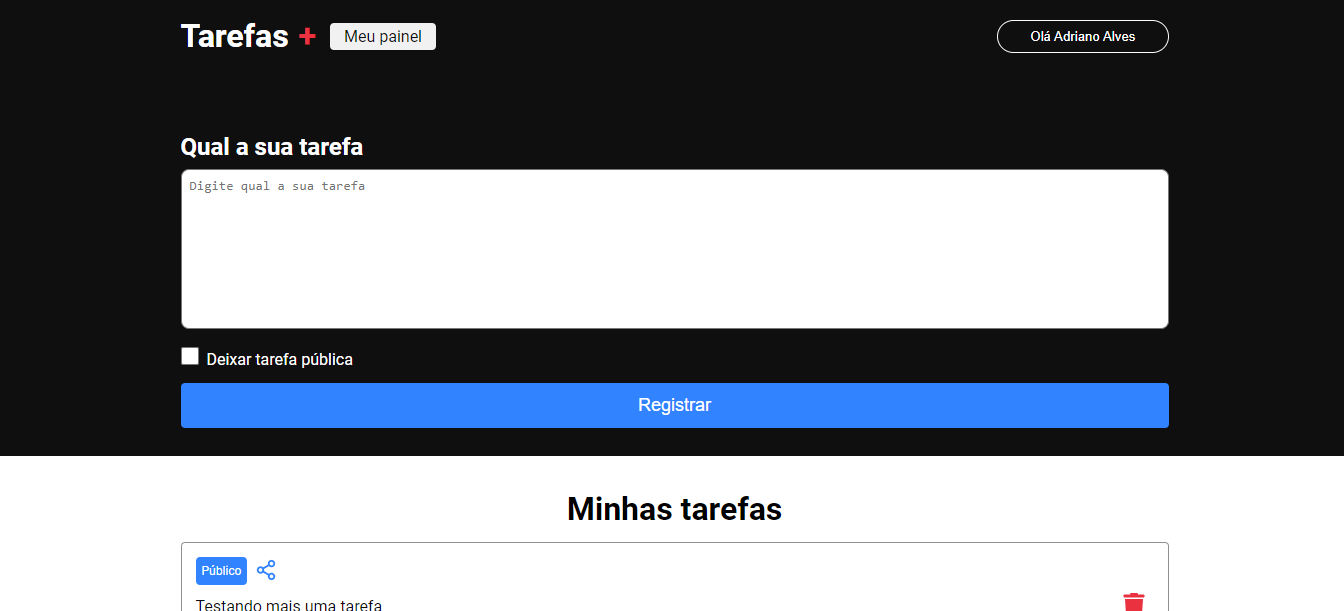 Tarefas + Meu painel Olá Adriano Alves
Qual a sua tarefa
Digite qual a sua tarefa
Deixar tarefa pública
Registrar
Minhas tarefas
Público
Testando mais uma tarefa